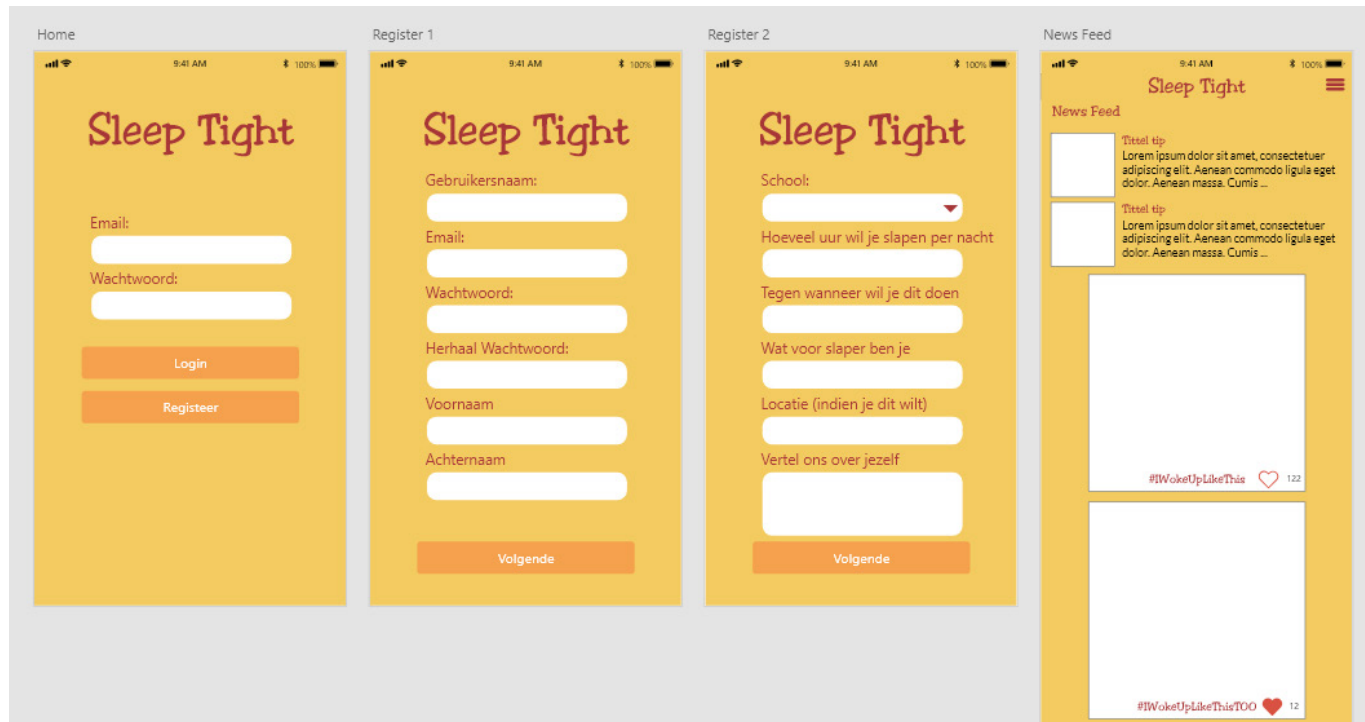 Home
9:41 AM
100%
Sleep Tight
Email:
Wachtwoord:
Login
Registeer
Register 1
9:41 AM
100%
Sleep Tight
Gebruikersnaam:
Email:
Wachtwoord:
Herhaal Wachtwoord:
Voornaam
Achternaam
Volgende
Register 2
9:41 AM
100%
Sleep Tight
School:
Hoeveel uur wil je slapen per nacht
Tegen wanneer wil je dit doen
Wat voor slaper ben je
Locatie (indien je dit wilt)
Vertel ons over jezelf
Volgende
News Feed
9:41 AM
100%
Sleep Tight
News Feed
Tittel tip
Lorem ipsum dolor sit amet, consectetuer
adipiscing elit. Aenean commodo ligula eget
dolor. Aenean massa. Cumis ...
Tittel tip
Lorem ipsum dolor sit amet, consectetuer
adipiscing elit. Aenean commodo ligula eget
dolor. Aenean massa. Cumis ...
#IWokeUpLikeThis 122
#IWokeUpLikeThisTOO 12